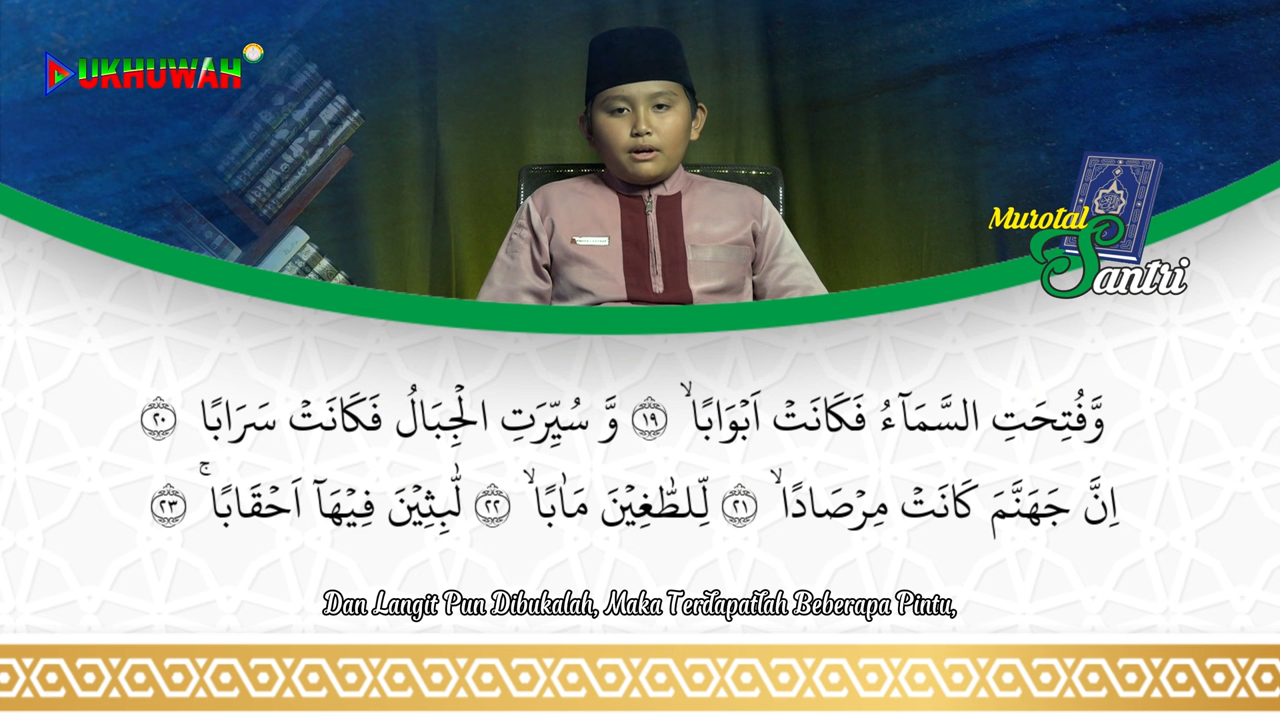 UKHUWAH
Murotal
Santri
وَّفُتِحَتِ السَّمَاۤءُ فَكَانَتْ اَبْوَابًاۙ ١٩ وَّ سُيِّرَتِ الْجِبَالُ فَكَانَتْ سَرَابًا ٢٠
اِنَّ جَهَنَّمَ كَانَتْ مِرْصَادًاۙ ٢١ لِّلطّٰغِيْنَ مَاٰبًاۙ ٢٢ لّٰبِثِيْنَ فِيْهَآ اَحْقَابًاۚ ٢٣
Dan Langit Pun Dibukalah, Maka Terdapatlah Beberapa Pintu,